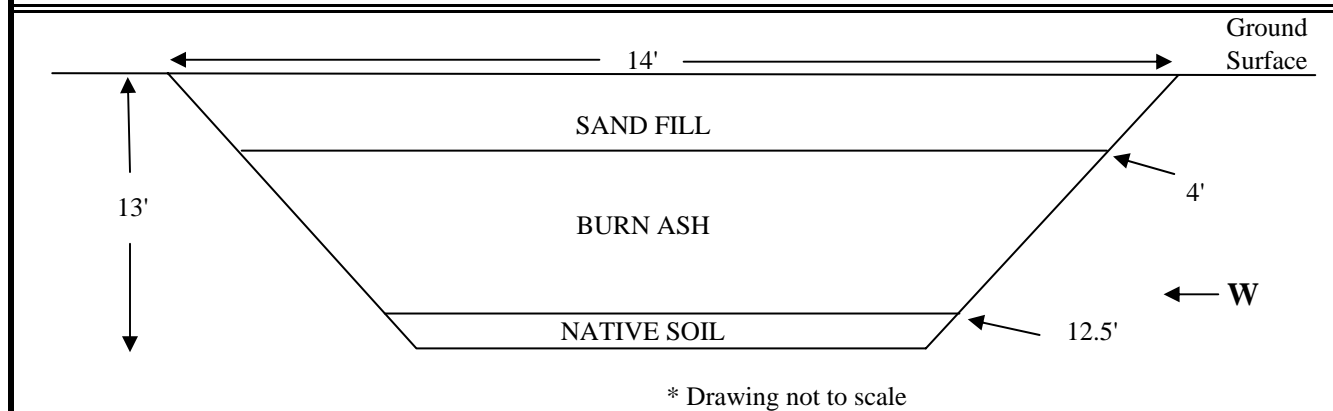 Ground
Surface
14'
SAND FILL
4'
13'
BURN ASH
W
NATIVE SOIL
12.5'
* Drawing not to scale